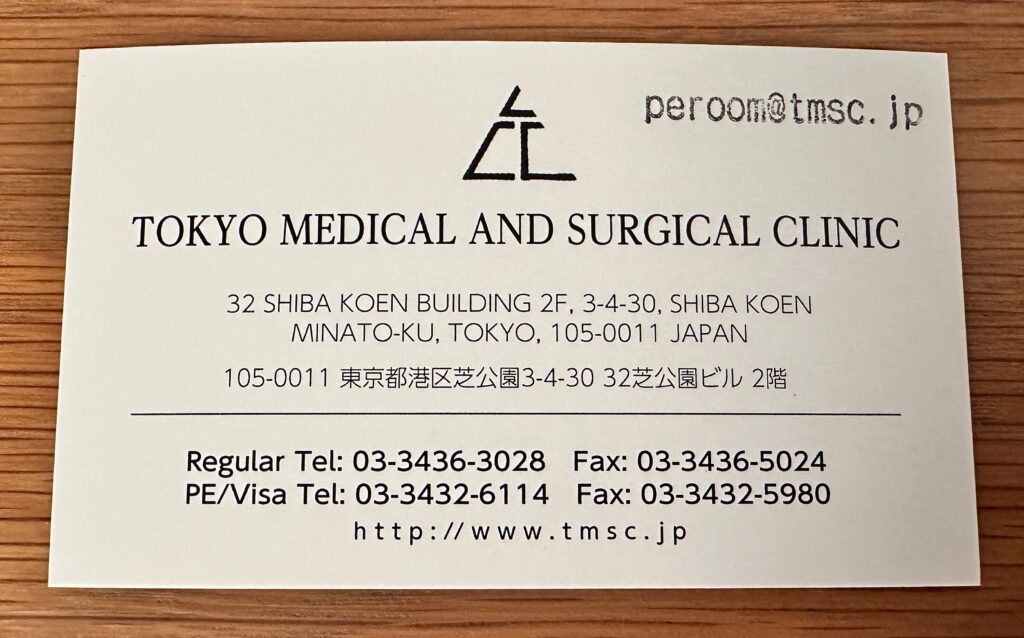 peroom@tmsc.jp
TOKYO MEDICAL AND SURGICAL CLINIC
32 SHIBA KOEN BUILDING 2F, 3-4-30, SHIBA KOEN
MINATO-KU, TOKYO, 105-0011 JAPAN
105-0011 東京都港区芝公園3-4-30 32芝公園ビル 2階
Regular Tel: 03-3436-3028 Fax: 03-3436-5024
PE/Visa Tel: 03-3432-6114 Fax: 03-3432-5980
http://www.tmsc.jp